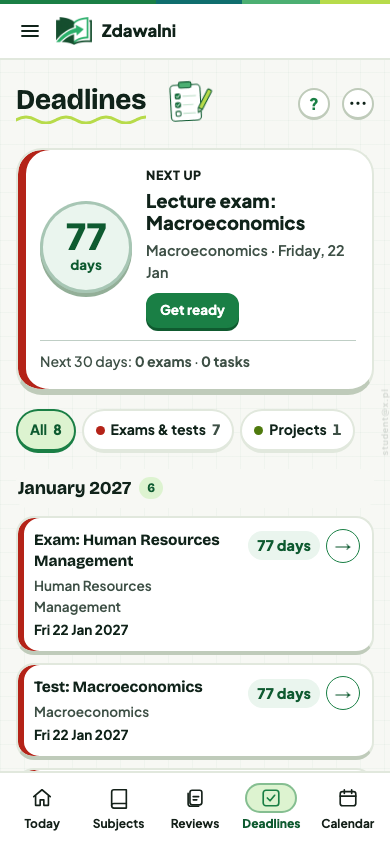 Zdawalni
Deadlines
?
NEXT UP
Lecture exam:
Macroeconomics
77
days
Macroeconomics · Friday, 22
Jan
Get ready
Next 30 days: 0 exams · 0 tasks
All 8
Exams & tests 7
Projects 1
January 2027 6
Exam: Human Resources
Management
77 days →
Human Resources
Management
Fri 22 Jan 2027
Test: Macroeconomics
77 days →
Macroeconomics
Fri 22 Jan 2027
Today
Subjects
Reviews
Deadlines
Calendar